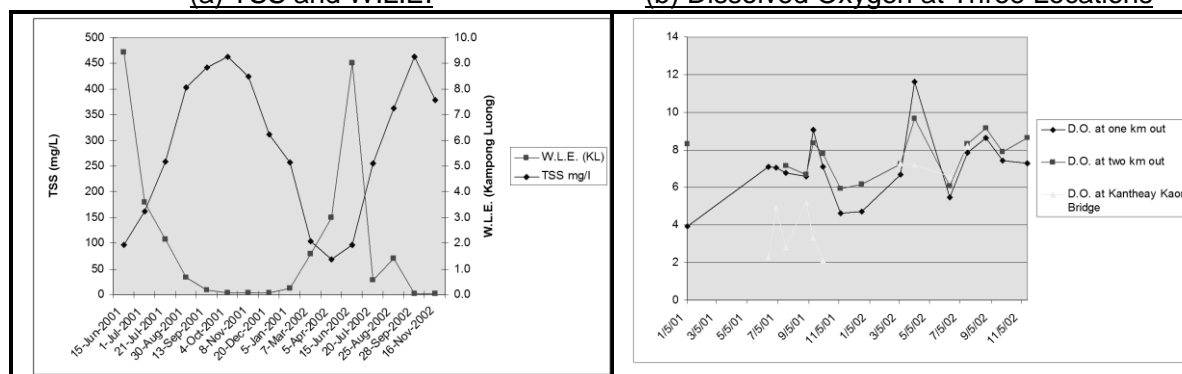 (a) TSS and W.L.E.
(b) Dissolved Oxygen at Three Locations
500
450
400
350
300
250
200
150
100
50
0
TSS (mg/L)
10.0
9.0
8.0
7.0
6.0
5.0
4.0
3.0
2.0
1.0
0.0
W.L.E. (Kampong Luong)
W.L.E. (KL)
TSS mg/l
15-Jun-2001
1-Jul-2001
21-Jul-2001
30-Aug-2001
13-Sep-2001
4-Oct-2001
8-Nov-2001
20-Dec-2001
5-Jan-2001
7-Mar-2002
5-Apr-2002
15-Jun-2002
20-Jul-2002
25-Aug-2002
28-Sep-2002
16-Nov-2002
14
12
10
8
6
4
2
0
1/5/01
3/5/01
5/5/01
7/5/01
9/5/01
11/5/01
1/5/02
3/5/02
5/5/02
7/5/02
9/5/02
11/5/02
D.O. at one km out
D.O. at two km out
D.O. at Kantheay Kaon
Bridge